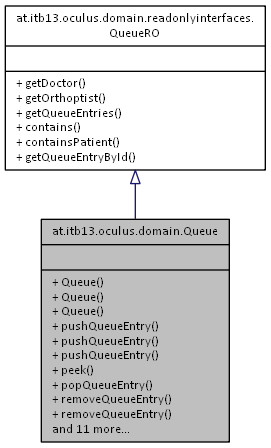 at.itb13.oculus.domain.readonlyinterfaces.
QueueRO
+ getDoctor()
+ getOrthoptist()
+ getQueueEntries()
+ contains()
+ containsPatient()
+ getQueueEntryById()
at.itb13.oculus.domain.Queue
+ Queue()
+ Queue()
+ Queue()
+ pushQueueEntry()
+ pushQueueEntry()
+ pushQueueEntry()
+ peek()
+ popQueueEntry()
+ removeQueueEntry()
+ removeQueueEntry()
and 11 more...